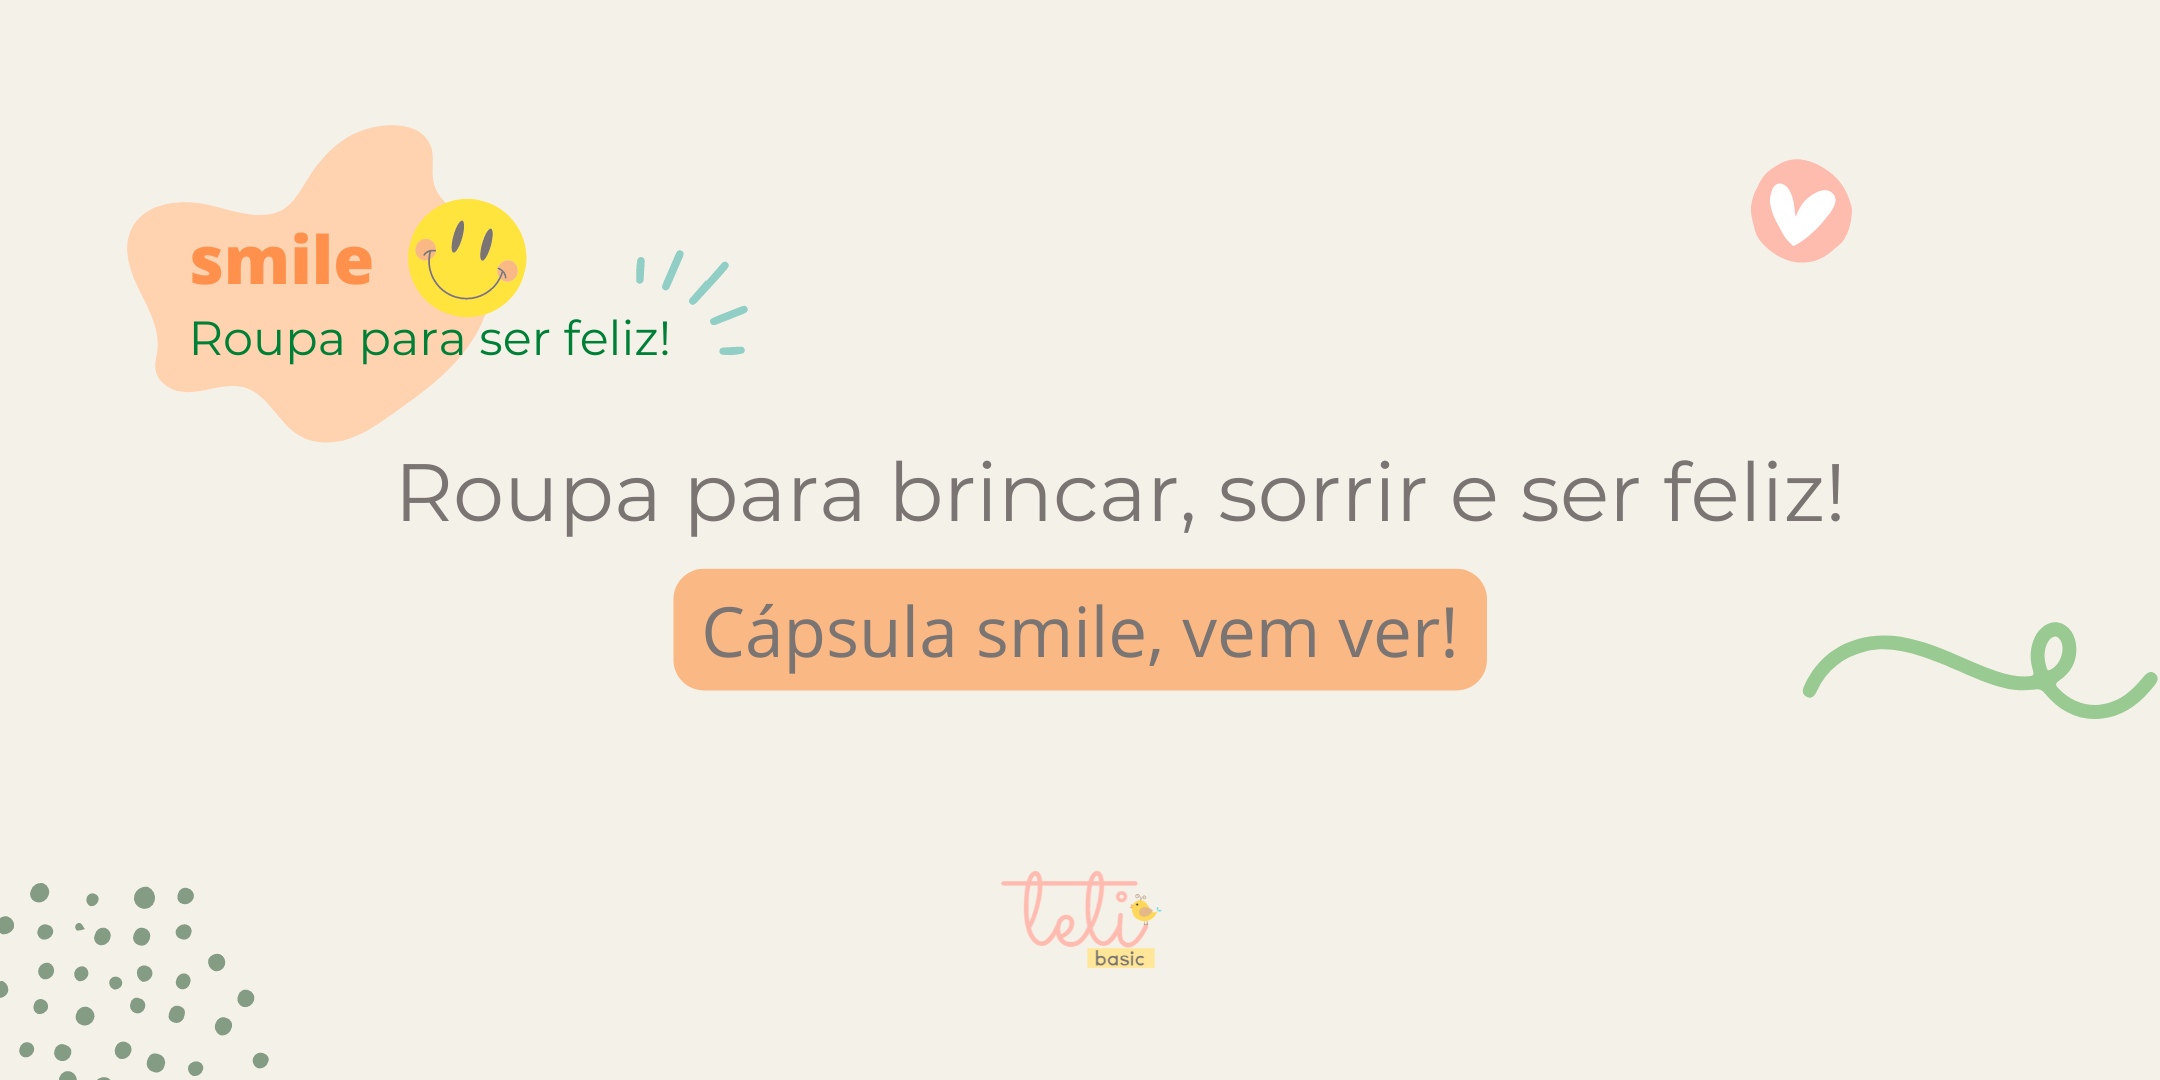 smile
Roupa para ser feliz!
Roupa para brincar, sorrir e ser feliz!
Cápsula smile, vem ver!
teli
basic